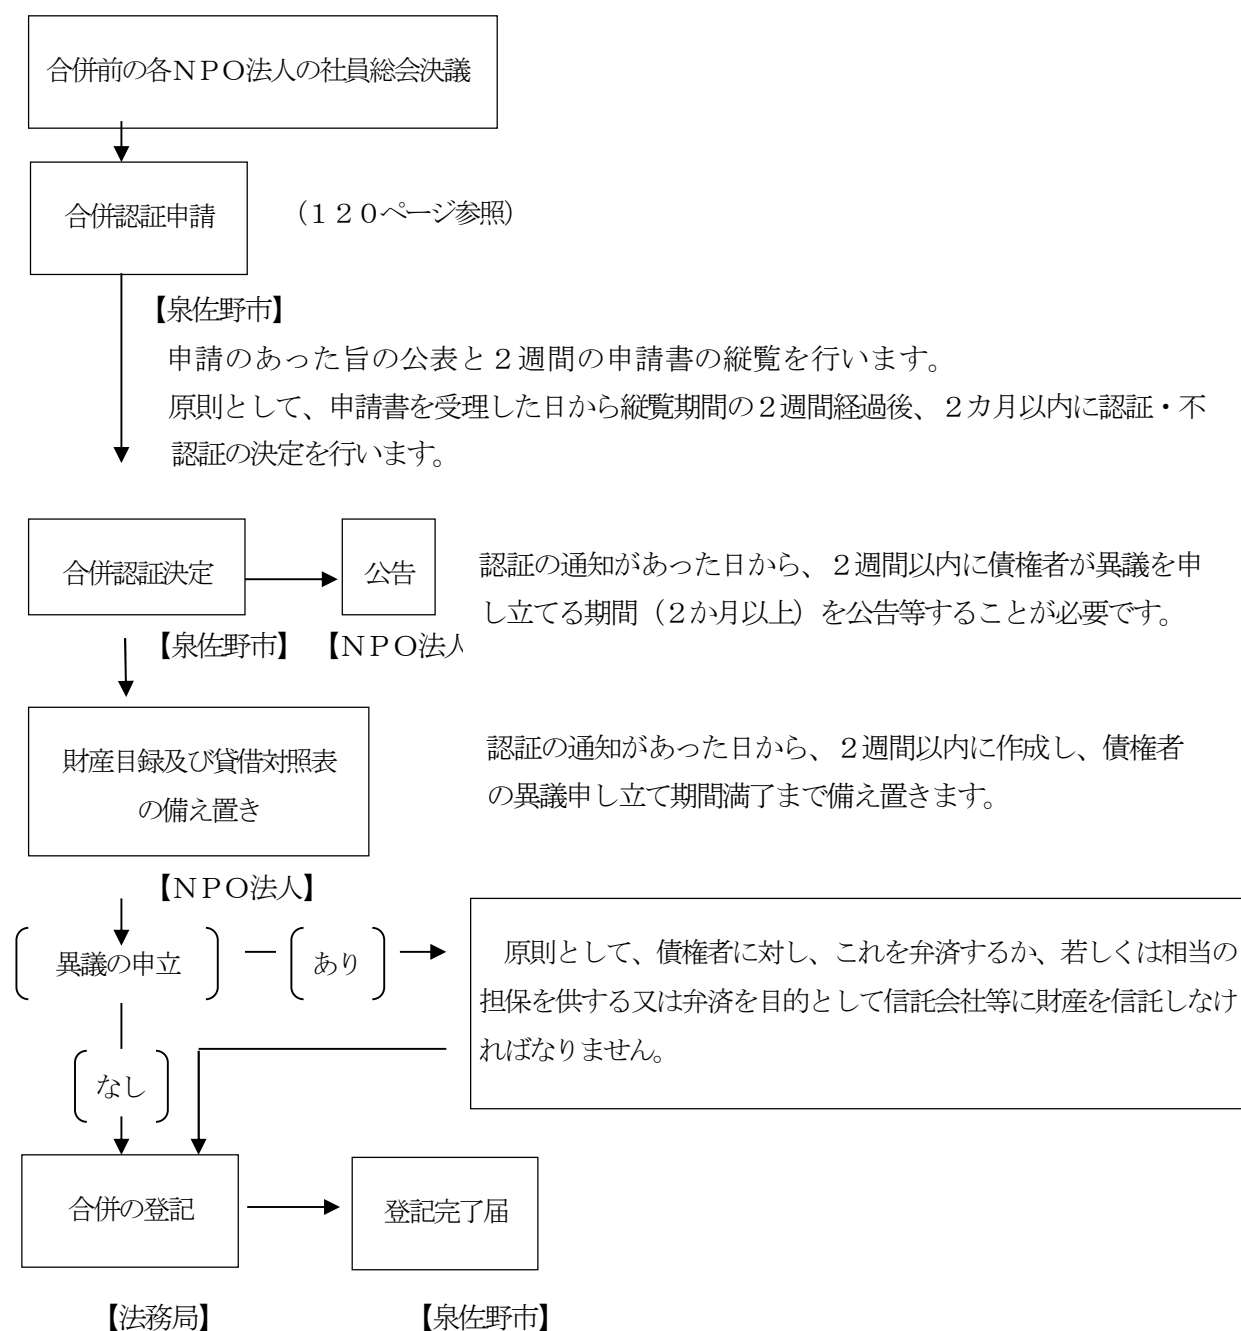 合併前の各NPO法人の社員総会決議
合併認証申請
（１２０ページ参照）
【泉佐野市】
申請のあった旨の公表と２週間の申請書の縦覧を行います。
原則として、申請書を受理した日から縦覧期間の２週間経過後、２カ月以内に認証・不
認証の決定を行います。
合併認証決定
公告
認証の通知があった日から、２週間以内に債権者が異議を申
し立てる期間（２か月以上）を公告等することが必要です。
【泉佐野市】
【ＮＰＯ法人
財産目録及び貸借対照表
の備え置き
認証の通知があった日から、２週間以内に作成し、債権者
の異議申し立て期間満了まで備え置きます。
【ＮＰＯ法人】
異議の申立
あり
原則として、債権者に対し、これを弁済するか、若しくは相当の
担保を供する又は弁済を目的として信託会社等に財産を信託しなけ
ればなりません。
なし
合併の登記
登記完了届
【法務局】
【泉佐野市】